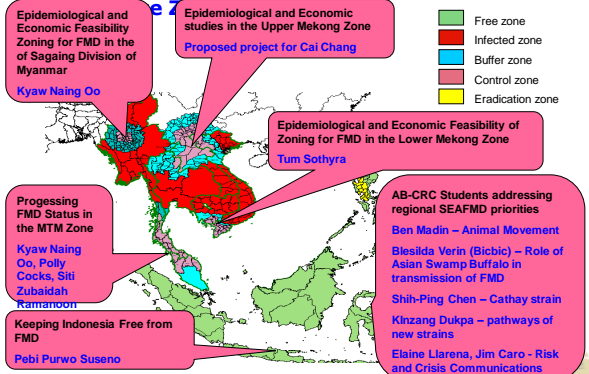 Epidemiological and
Economic Feasibility
Zoning for FMD in the
of Sagaing Division of
Myanmar
Kyaw Naing Oo
Epidemiological and Economic
studies in the Upper Mekong Zone
Proposed project for Cai Chang
Free zone
Infected zone
Buffer zone
Control zone
Eradication zone
Epidemiological and Economic Feasibility of
Zoning for FMD in the Lower Mekong Zone
Tum Sothyra
Progessing
FMD Status in
the MTM Zone
Kyaw Naing
Oo, Polly
Cocks, Siti
Zubaidah
Ramanoon
AB-CRC Students addressing
regional SEAFMD priorities
Ben Madin – Animal Movement
Blesilda Verin (Bicbic) – Role of
Asian Swamp Buffalo in
transmission of FMD
Shih-Ping Chen – Cathay strain
KInzang Dukpa – pathways of
new strains
Elaine Llarena, Jim Caro - Risk
and Crisis Communications
Keeping Indonesia Free from
FMD
Pebi Purwo Suseno